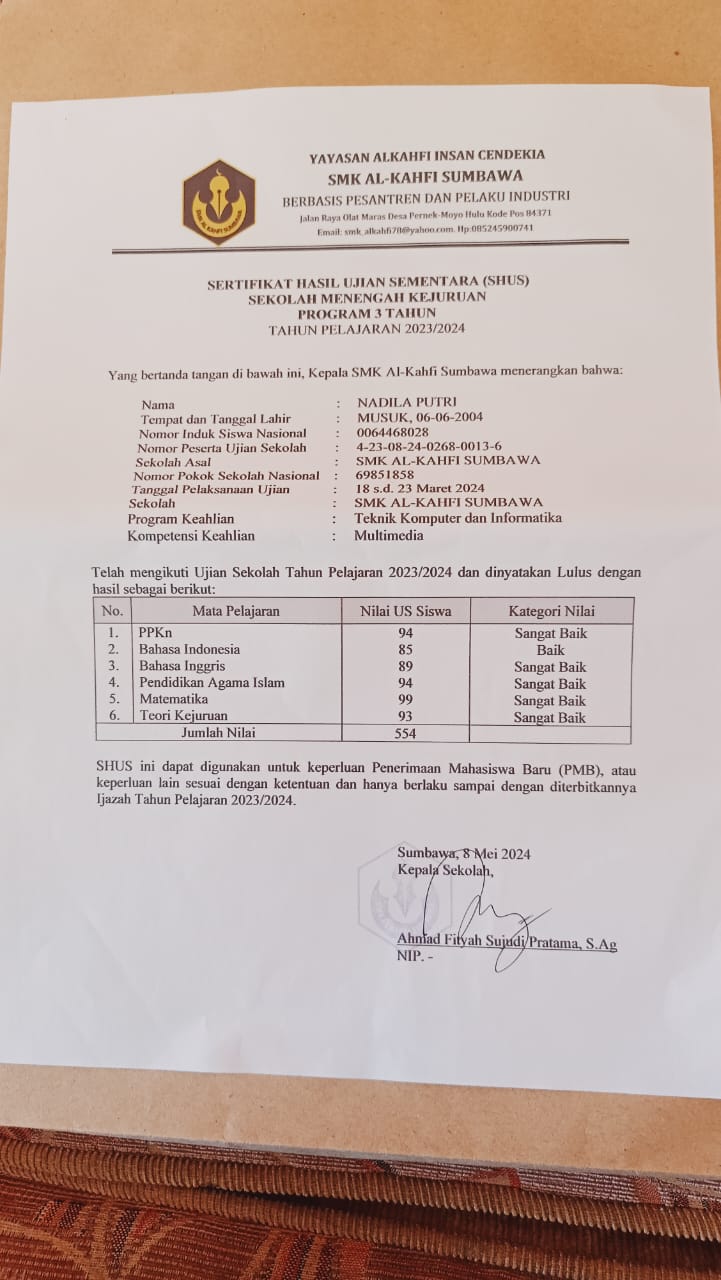 YAYASAN ALKAHFI INSAN CENDEKIA
SMK AL-KAHFI SUMBAWA
BERBASIS PESANTREN DAN PELAKU INDUSTRI
Jalan Raya Olat Maras Desa Pernek-Moyo Hulu Kode Pos 84371
Email: smk_alkahfi78@yahoo.com. Hp:085245900741
SMK AL KAHFI SUMBAWA
SERTIFIKAT HASIL UJIAN SEMENTARA (SHUS)
SEKOLAH MENENGAH KEJURUAN
PROGRAM 3 TAHUN
TAHUN PELAJARAN 2023/2024
Yang bertanda tangan di bawah ini, Kepala SMK Al-Kahfi Sumbawa menerangkan bahwa:
Nama : NADILA PUTRI
Tempat dan Tanggal Lahir : MUSUK, 06-06-2004
Nomor Induk Siswa Nasional : 0064468028
Nomor Peserta Ujian Sekolah : 4-23-08-24-0268-0013-6
Sekolah Asal : SMK AL-KAHFI SUMBAWA
Nomor Pokok Sekolah Nasional : 69851858
Tanggal Pelaksanaan Ujian : 18 s.d. 23 Maret 2024
Sekolah : SMK AL-KAHFI SUMBAWA
Program Keahlian : Teknik Komputer dan Informatika
Kompetensi Keahlian : Multimedia
Telah mengikuti Ujian Sekolah Tahun Pelajaran 2023/2024 dan dinyatakan Lulus dengan
hasil sebagai berikut:
No. Mata Pelajaran Nilai US Siswa Kategori Nilai
1. PPKn 94 Sangat Baik
2. Bahasa Indonesia 85 Baik
3. Bahasa Inggris 89 Sangat Baik
4. Pendidikan Agama Islam 94 Sangat Baik
5. Matematika 99 Sangat Baik
6. Teori Kejuruan 93 Sangat Baik
Jumlah Nilai 554
SHUS ini dapat digunakan untuk keperluan Penerimaan Mahasiswa Baru (PMB), atau
keperluan lain sesuai dengan ketentuan dan hanya berlaku sampai dengan diterbitkannya
Ijazah Tahun Pelajaran 2023/2024.
Sumbawa, 8 Mei 2024
Kepala Sekolah,
Ahmad Fityah Sujudi Pratama, S.Ag
NIP. -